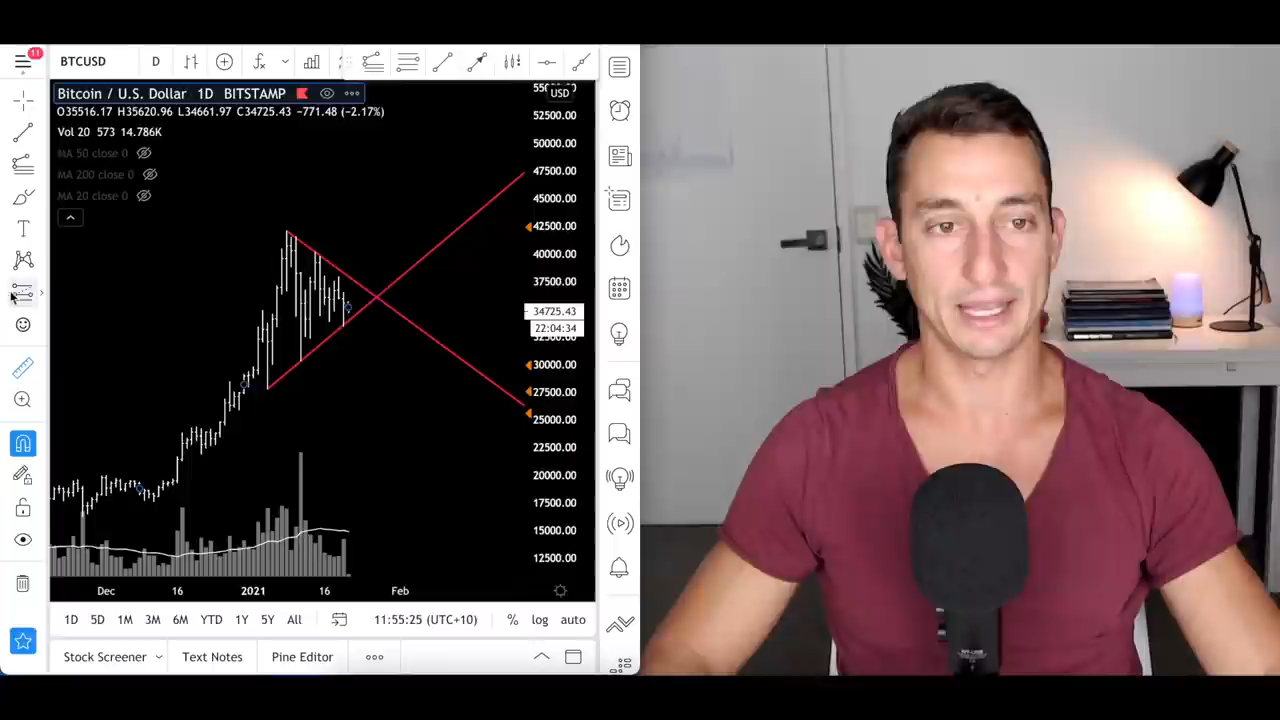 11
BTCUSD D
Bitcoin / U.S. Dollar 1D BITSTAMP
USD
O35516.17 H35620.96 L34661.97 C34725.43 −771.48 (−2.17%)
Vol 20 573 14.786K
MA 50 close 0
MA 200 close 0
MA 20 close 0
52500.00
50000.00
47500.00
45000.00
42500.00
40000.00
37500.00
34725.43
22:04:34
30000.00
27500.00
25000.00
22500.00
20000.00
17500.00
15000.00
12500.00
Dec 16 2021 16 Feb
1D 5D 1M 3M 6M YTD 1Y 5Y All 11:55:25 (UTC+10) % log auto
Stock Screener Text Notes Pine Editor